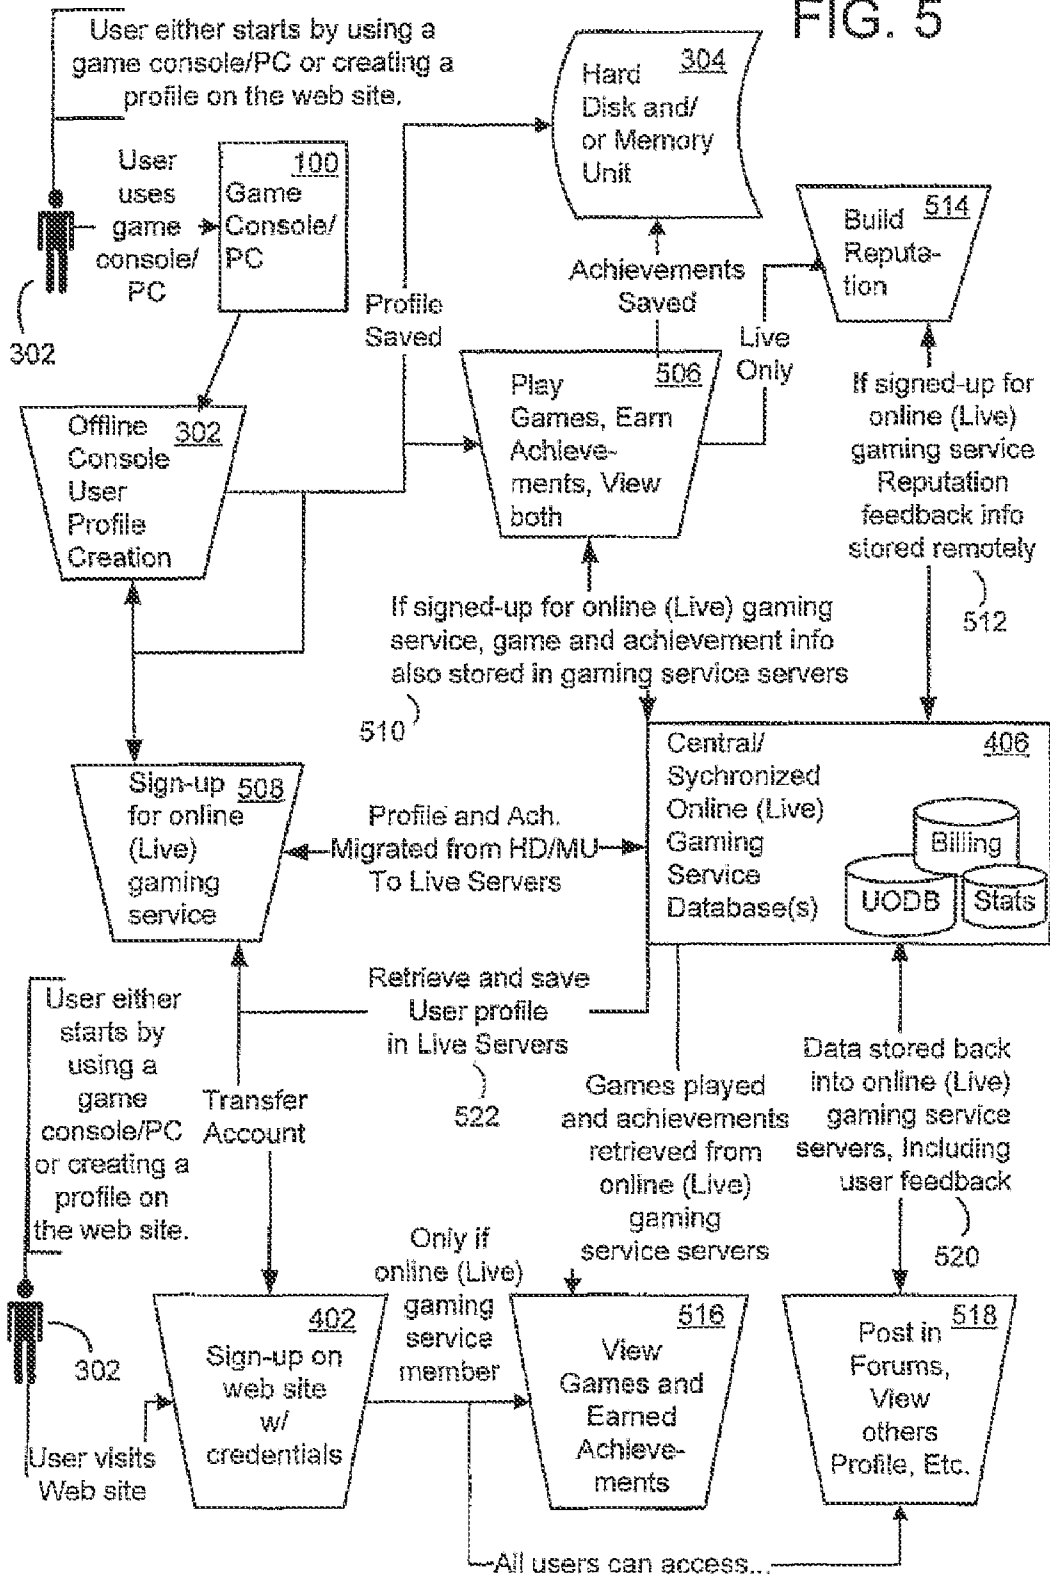 FIG. 5
User either starts by using a
game console/PC or creating a
profile on the web site.
User
uses
game
console/
PC
302
100
Game
Console/
PC
304
Hard
Disk and/
or Memory
Unit
514
Build
Reputa-
tion
Profile
Saved
Achievements
Saved
Live
Only
Offline
302
Console
User
Profile
Creation
506
Play
Games, Earn
Achieve-
ments, View
both
If signed-up for
online (Live)
gaming service
Reputation
feedback info
stored remotely
512
If signed-up for online (Live) gaming
service, game and achievement info
also stored in gaming service servers
510
Sign-up
508
for online
(Live)
gaming
service
Profile and Ach.
Migrated from HD/MU
To Live Servers
Central/
406
Sychronized
Online (Live)
Gaming
Service
Database(s)
Billing
UODB
Stats
Retrieve and save
User profile
in Live Servers
522
User either
starts by
using a
game
console/PC
or creating a
profile on
the web site.
Transfer
Account
Games played
and achievements
retrieved from
online (Live)
gaming
service servers
Data stored back
into online (Live)
gaming service
servers, Including
user feedback
520
302
User visits
Web site
402
Sign-up on
web site
w/
credentials
Only if
online (Live)
gaming
service
member
516
View
Games and
Earned
Achieve-
ments
518
Post in
Forums,
View
others
Profile, Etc.
All users can access...